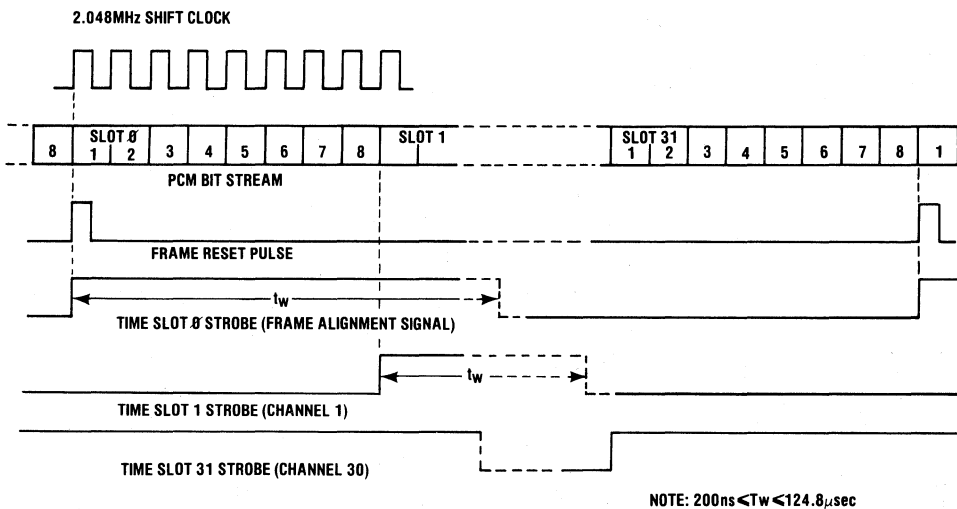 2.048MHz SHIFT CLOCK
SLOT 0 SLOT 1 SLOT 31
8 1 2 3 4 5 6 7 8 1 2 3 4 5 6 7 8 1
PCM BIT STREAM
FRAME RESET PULSE
tw
TIME SLOT 0 STROBE (FRAME ALIGNMENT SIGNAL)
tw
TIME SLOT 1 STROBE (CHANNEL 1)
TIME SLOT 31 STROBE (CHANNEL 30)
NOTE: 200ns≤Tw≤124.8μsec